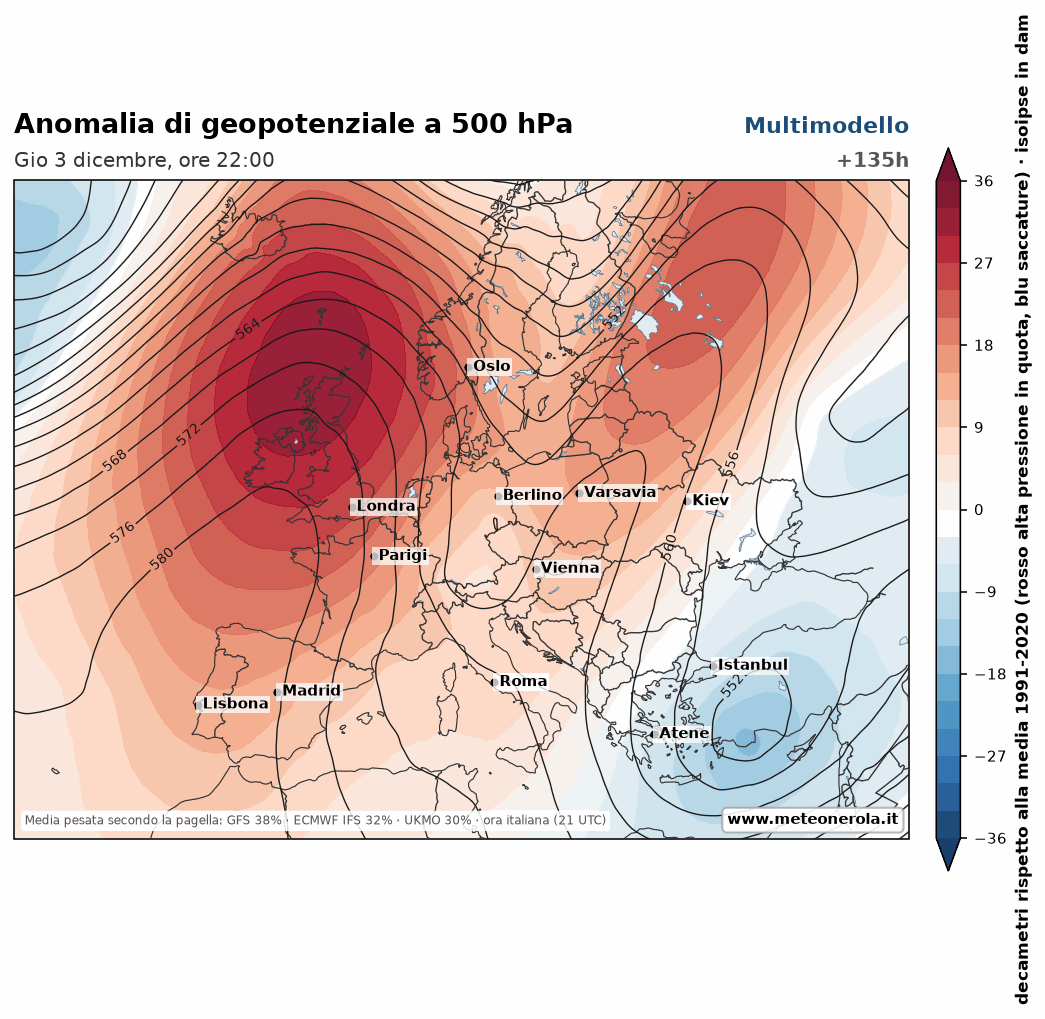 Anomalia di geopotenziale a 500 hPa
Multimodello
Gio 3 dicembre, ore 22:00
+135h
564
552
Oslo
572
568
556
Berlino
Varsavia
Kiev
Londra
576
560
580
Parigi
Vienna
Istanbul
552
Roma
Madrid
Lisbona
Atene
Media pesata secondo la pagella: GFS 38% · ECMWF IFS 32% · UKMO 30% · ora italiana (21 UTC)
www.meteonerola.it
36
27
18
9
0
−9
−18
−27
−36
decametri rispetto alla media 1991-2020 (rosso alta pressione in quota, blu saccature) · isoipse in dam